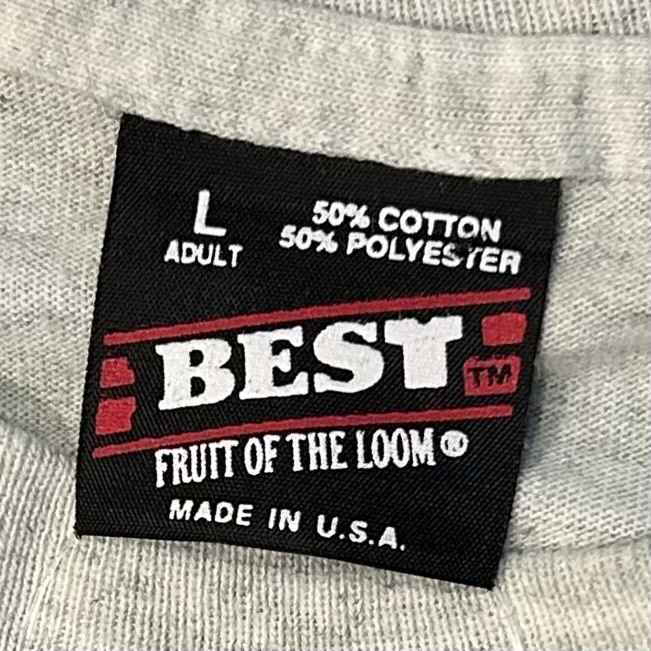 L
ADULT
50% COTTON
50% POLYESTER
BEST
TM
FRUIT OF THE LOOM®
MADE IN U.S.A.